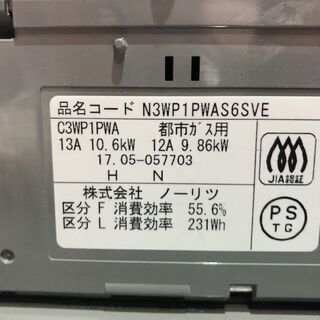 品名コード N3WP1PWAS6SVE
C3WP1PWA 都市ガス用
13A 10.6kW 12A 9.86kW
17.05-057703
H N
JIA認証
株式会社 ノーリツ
区分 F 消費効率 55.6%
区分 L 消費効率 231Wh
PS
TG